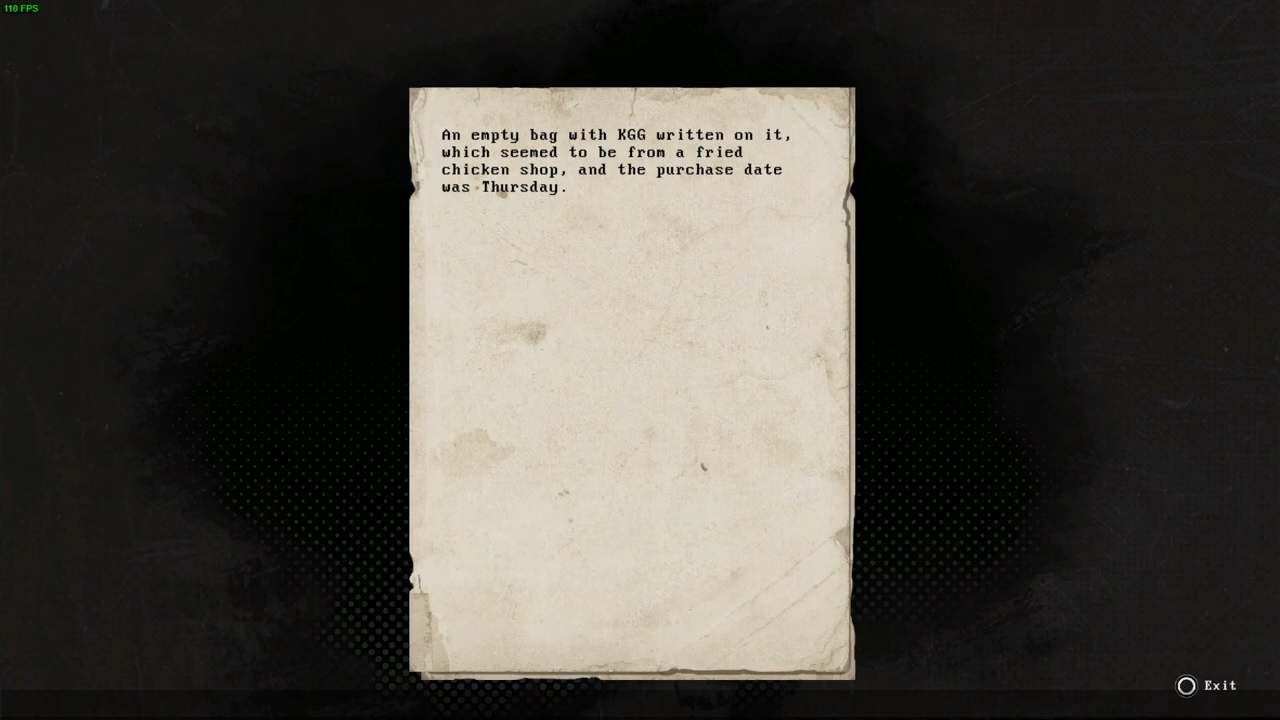 110 FPS
An empty bag with KGG written on it,
which seemed to be from a fried
chicken shop, and the purchase date
was Thursday.
Exit